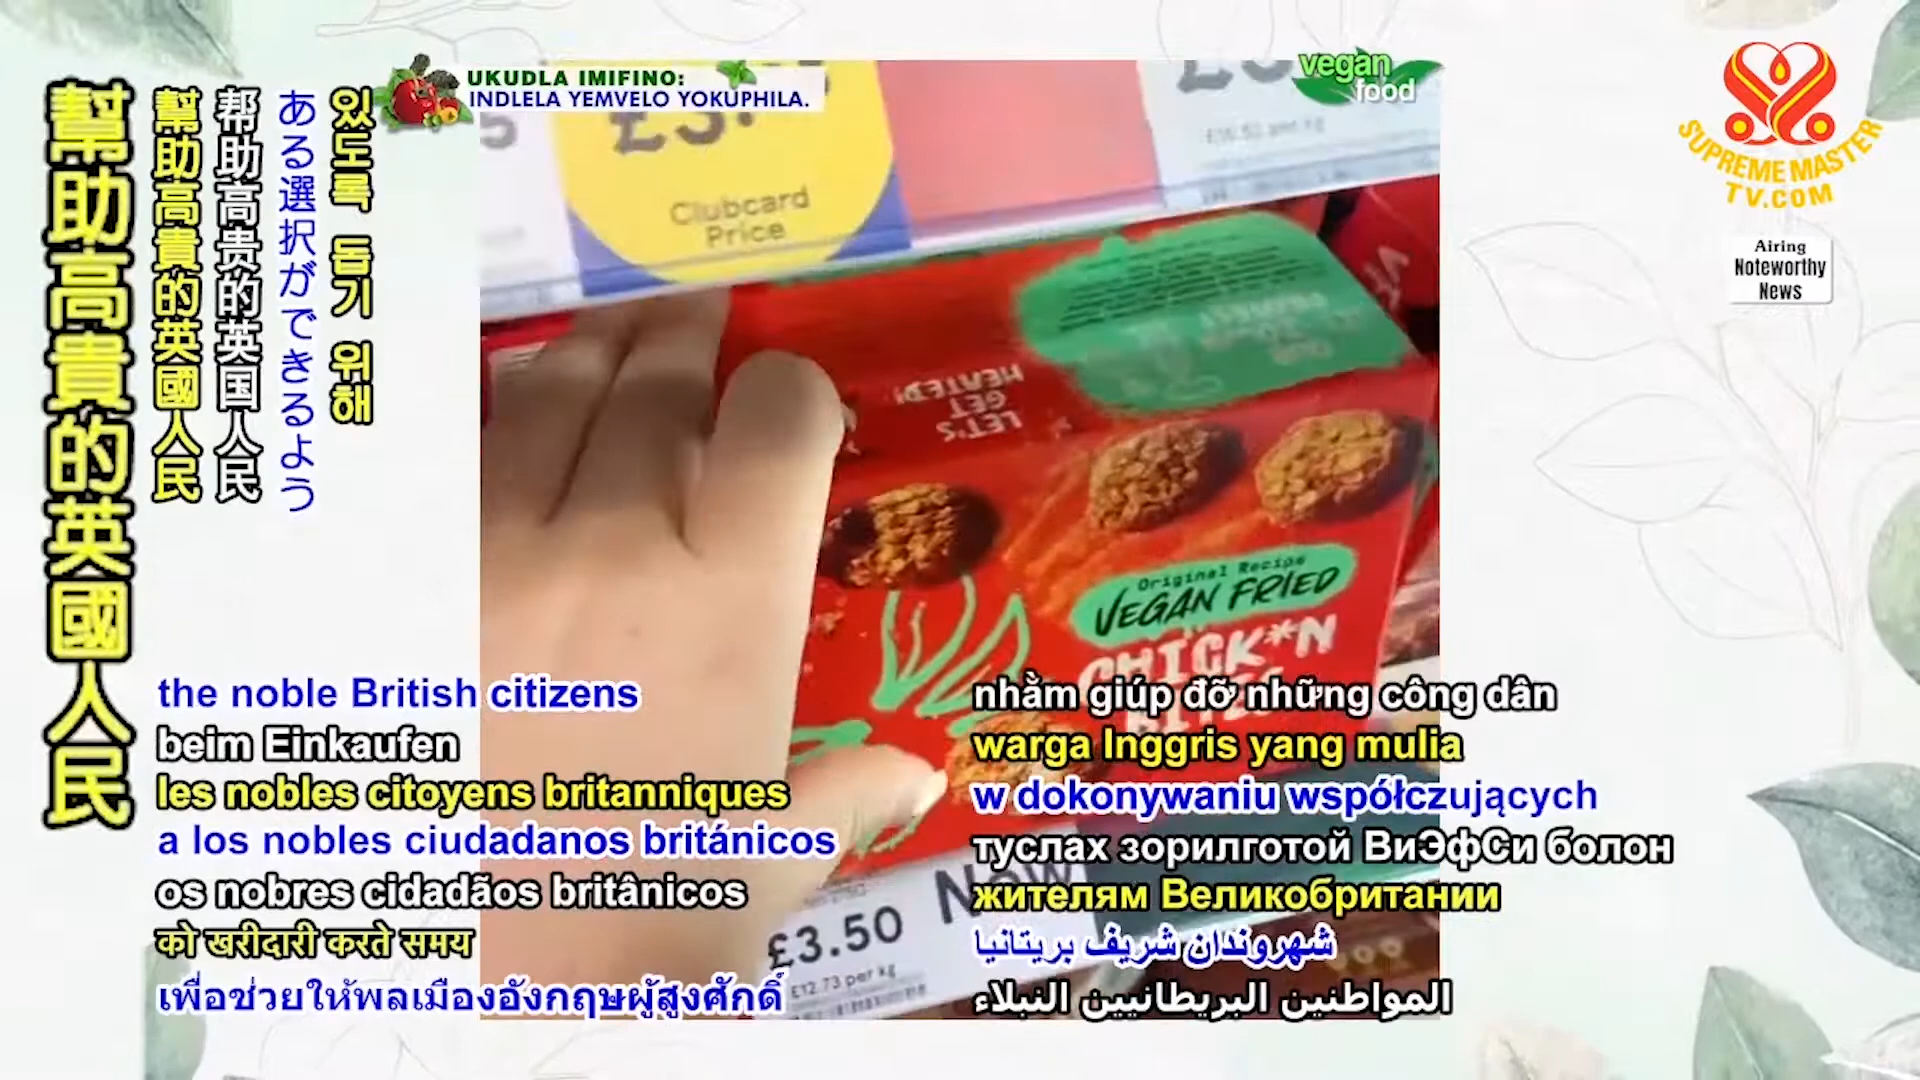 幫助高貴的英國人民
幫助高貴的英國人民
帮助高贵的英国人民
ある選択ができるよう
있도록 돕기 위해
UKUDLA IMIFINO:
INDLELA YEMVELO YOKUPHILA.
vegan
food
SUPREME MASTER
TV.COM
Airing
Noteworthy
News
Clubcard
Price
LET'S
GET
HEATED!
Original Recipe
VEGAN FRIED
CHICK*N
the noble British citizens
beim Einkaufen
les nobles citoyens britanniques
a los nobles ciudadanos británicos
os nobres cidadãos britânicos
को खरीदारी करते समय
เพื่อช่วยให้พลเมืองอังกฤษผู้สูงศักดิ์
nhằm giúp đỡ những công dân
warga Inggris yang mulia
w dokonywaniu współczujących
туслах зорилготой ВиЭфСи болон
жителям Великобритании
شهروندان شریف بریتانیا
المواطنين البريطانيين النبلاء
£3.50
£12.73 per kg
Now